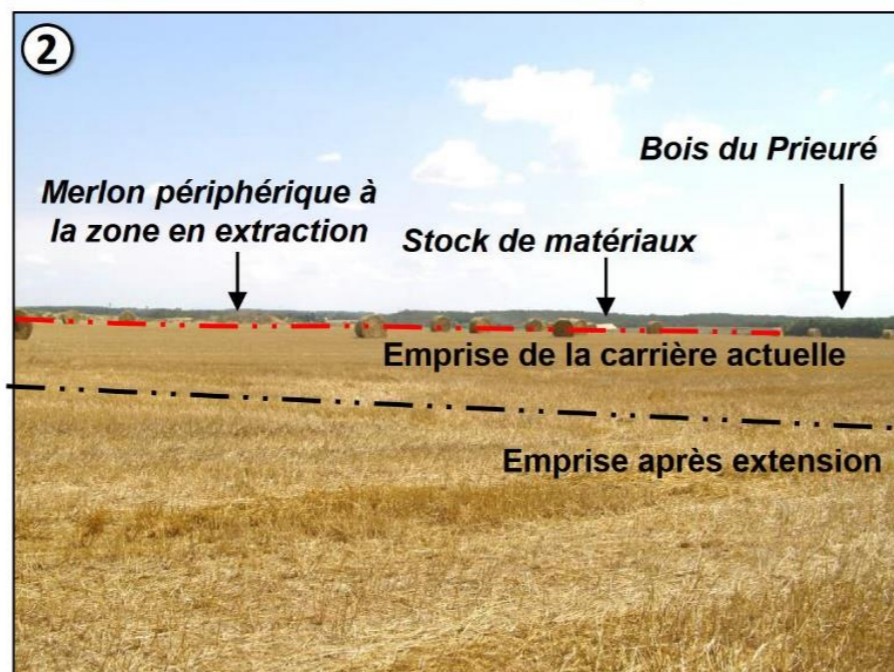 2
Bois du Prieuré
Merlon périphérique à
la zone en extraction
Stock de matériaux
Emprise de la carrière actuelle
Emprise après extension